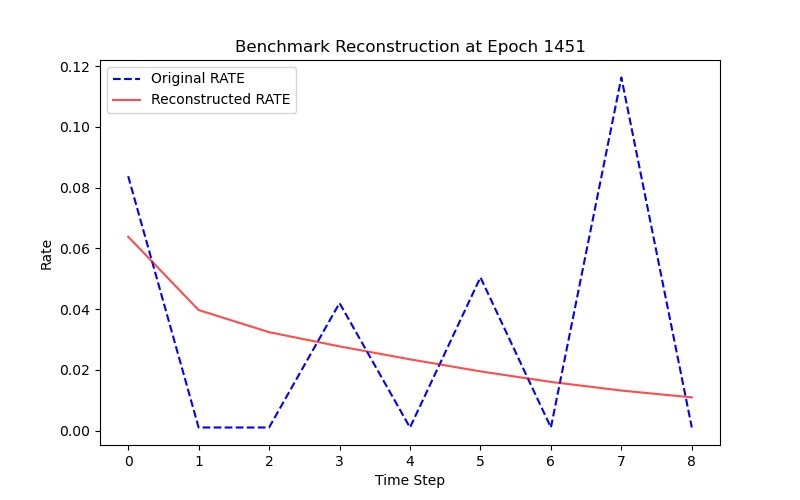 Benchmark Reconstruction at Epoch 1451
Original RATE
Reconstructed RATE
0.12
0.10
0.08
0.06
0.04
0.02
0.00
Rate
0 1 2 3 4 5 6 7 8
Time Step